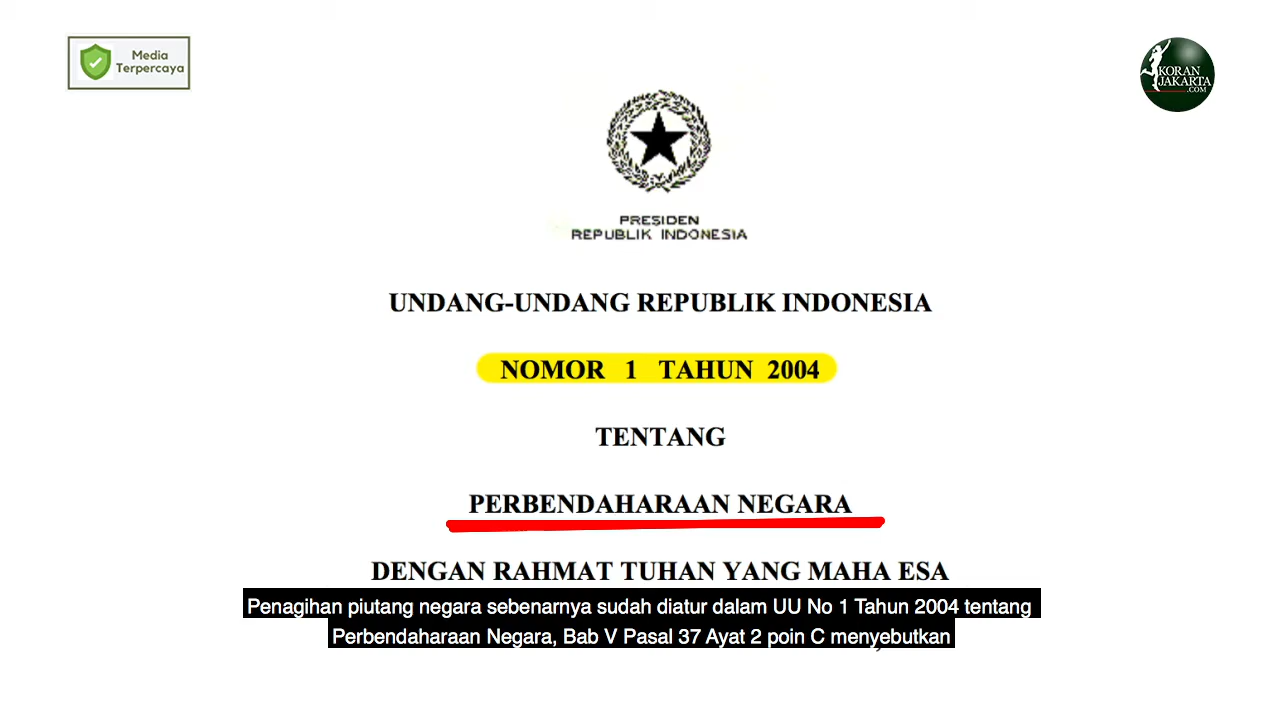 Media
Terpercaya
KORAN
JAKARTA
.COM
PRESIDEN
REPUBLIK INDONESIA
UNDANG-UNDANG REPUBLIK INDONESIA
NOMOR 1 TAHUN 2004
TENTANG
PERBENDAHARAAN NEGARA
DENGAN RAHMAT TUHAN YANG MAHA ESA
Penagihan piutang negara sebenarnya sudah diatur dalam UU No 1 Tahun 2004 tentang
Perbendaharaan Negara, Bab V Pasal 37 Ayat 2 poin C menyebutkan